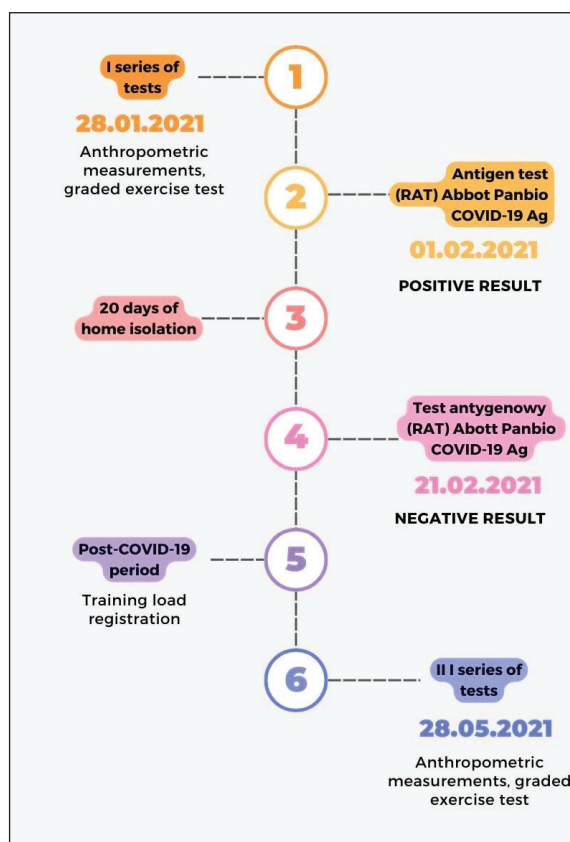 1
I series of
tests
28.01.2021
Anthropometric
measurements,
graded exercise test
2
Antigen test
(RAT) Abbot Panbio
COVID-19 Ag
01.02.2021
POSITIVE RESULT
3
20 days of
home isolation
4
Test antygenowy
(RAT) Abott Panbio
COVID-19 Ag
21.02.2021
NEGATIVE RESULT
5
Post-COVID-19
period
Training load
registration
6
II I series of
tests
28.05.2021
Anthropometric
measurements, graded
exercise test